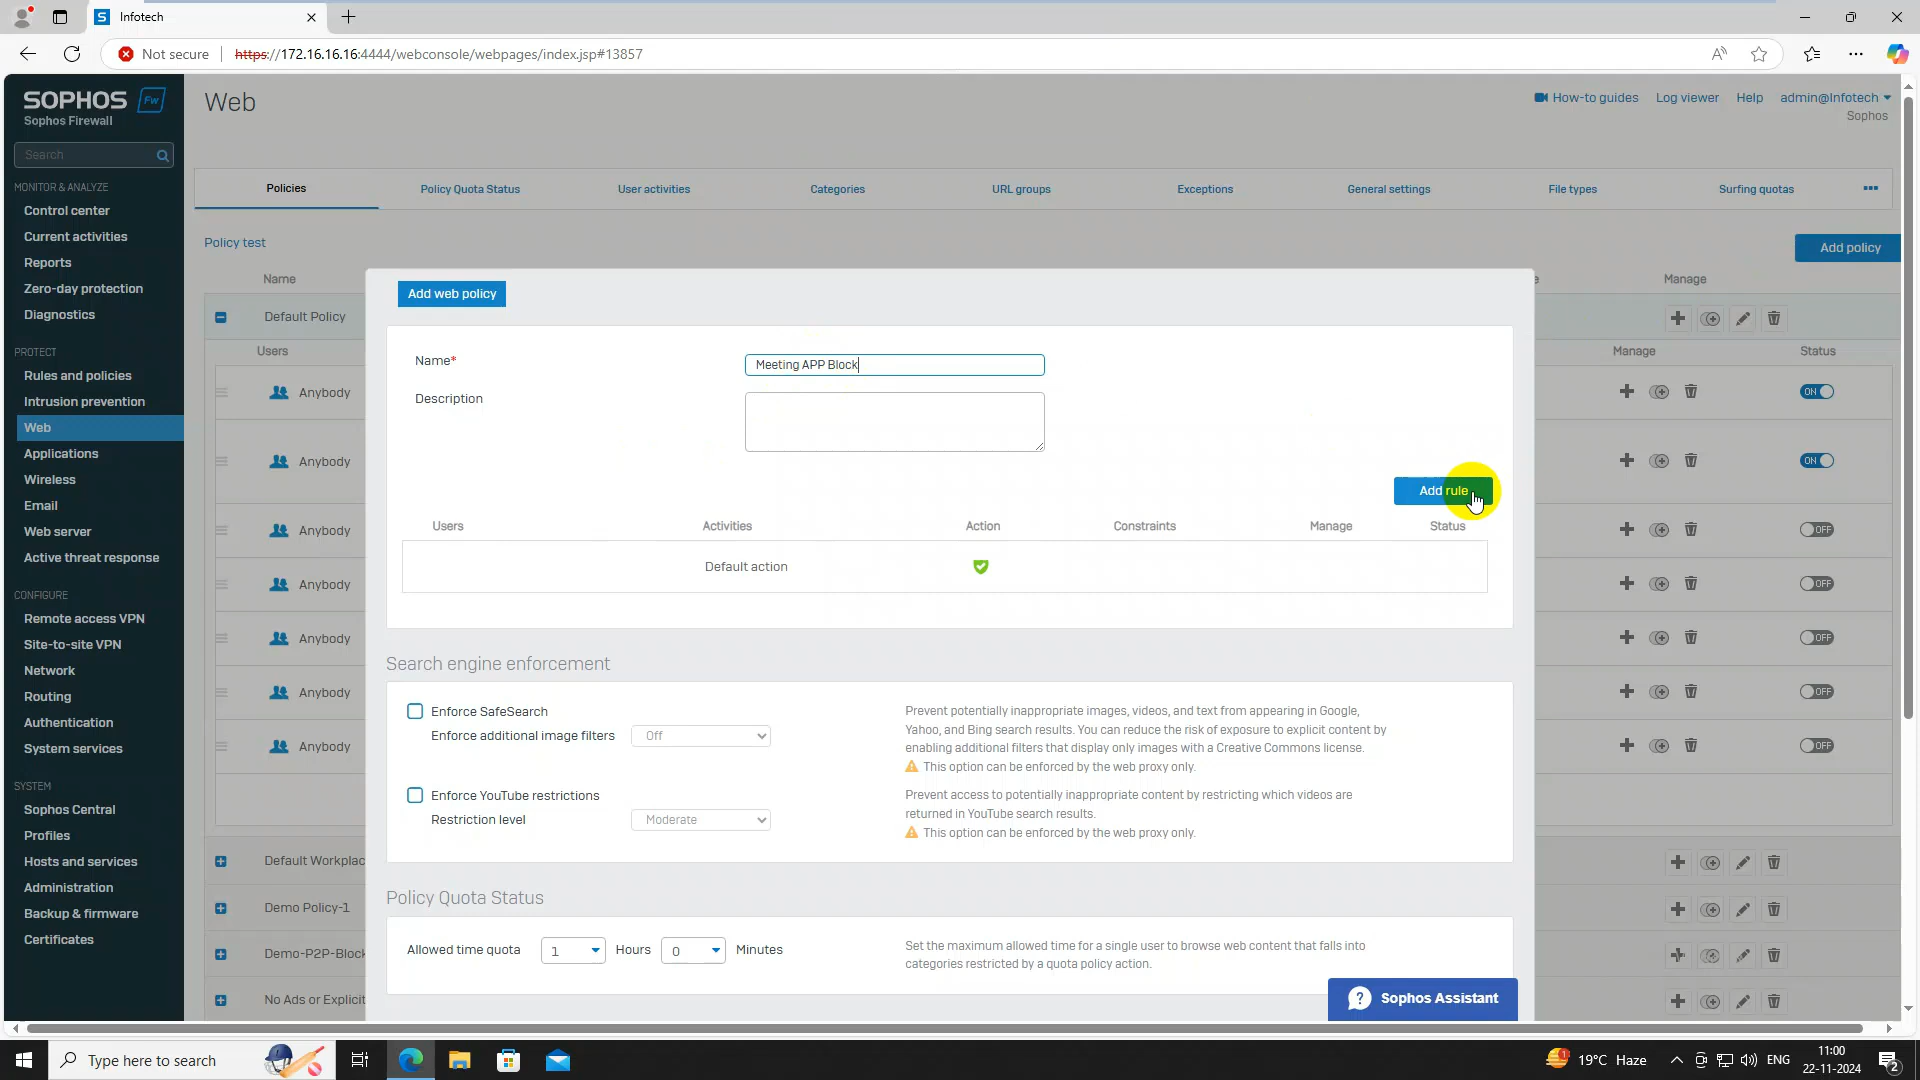 Infotech
Not secure
https://172.16.16.16:4444/webconsole/webpages/index.jsp#13857
SOPHOS Fw
Sophos Firewall
Search
MONITOR & ANALYZE
Control center
Current activities
Reports
Zero-day protection
Diagnostics
PROTECT
Rules and policies
Intrusion prevention
Web
Applications
Wireless
Email
Web server
Active threat response
CONFIGURE
Remote access VPN
Site-to-site VPN
Network
Routing
Authentication
System services
SYSTEM
Sophos Central
Profiles
Hosts and services
Administration
Backup & firmware
Certificates
Web
How-to guides Log viewer Help admin@Infotech
Sophos
Policies Policy Quota Status User activities Categories URL groups Exceptions General settings File types Surfing quotas
Policy test
Add policy
Name Manage
Default Policy
Users Manage Status
Anybody ON
Anybody ON
Anybody OFF
Anybody OFF
Anybody OFF
Anybody OFF
Anybody OFF
Default Workplac
Demo Policy-1
Demo-P2P-Block
No Ads or Explicit
Add web policy
Name* Meeting APP Block
Description
Add rule
Users Activities Action Constraints Manage Status
Default action
Search engine enforcement
Enforce SafeSearch
Enforce additional image filters Off
Prevent potentially inappropriate images, videos, and text from appearing in Google,
Yahoo, and Bing search results. You can reduce the risk of exposure to explicit content by
enabling additional filters that display only images with a Creative Commons license.
This option can be enforced by the web proxy only.
Enforce YouTube restrictions
Restriction level Moderate
Prevent access to potentially inappropriate content by restricting which videos are
returned in YouTube search results.
This option can be enforced by the web proxy only.
Policy Quota Status
Allowed time quota 1 Hours 0 Minutes
Set the maximum allowed time for a single user to browse web content that falls into
categories restricted by a quota policy action.
Sophos Assistant
Type here to search
19°C Haze
ENG
11:00
22-11-2024
2